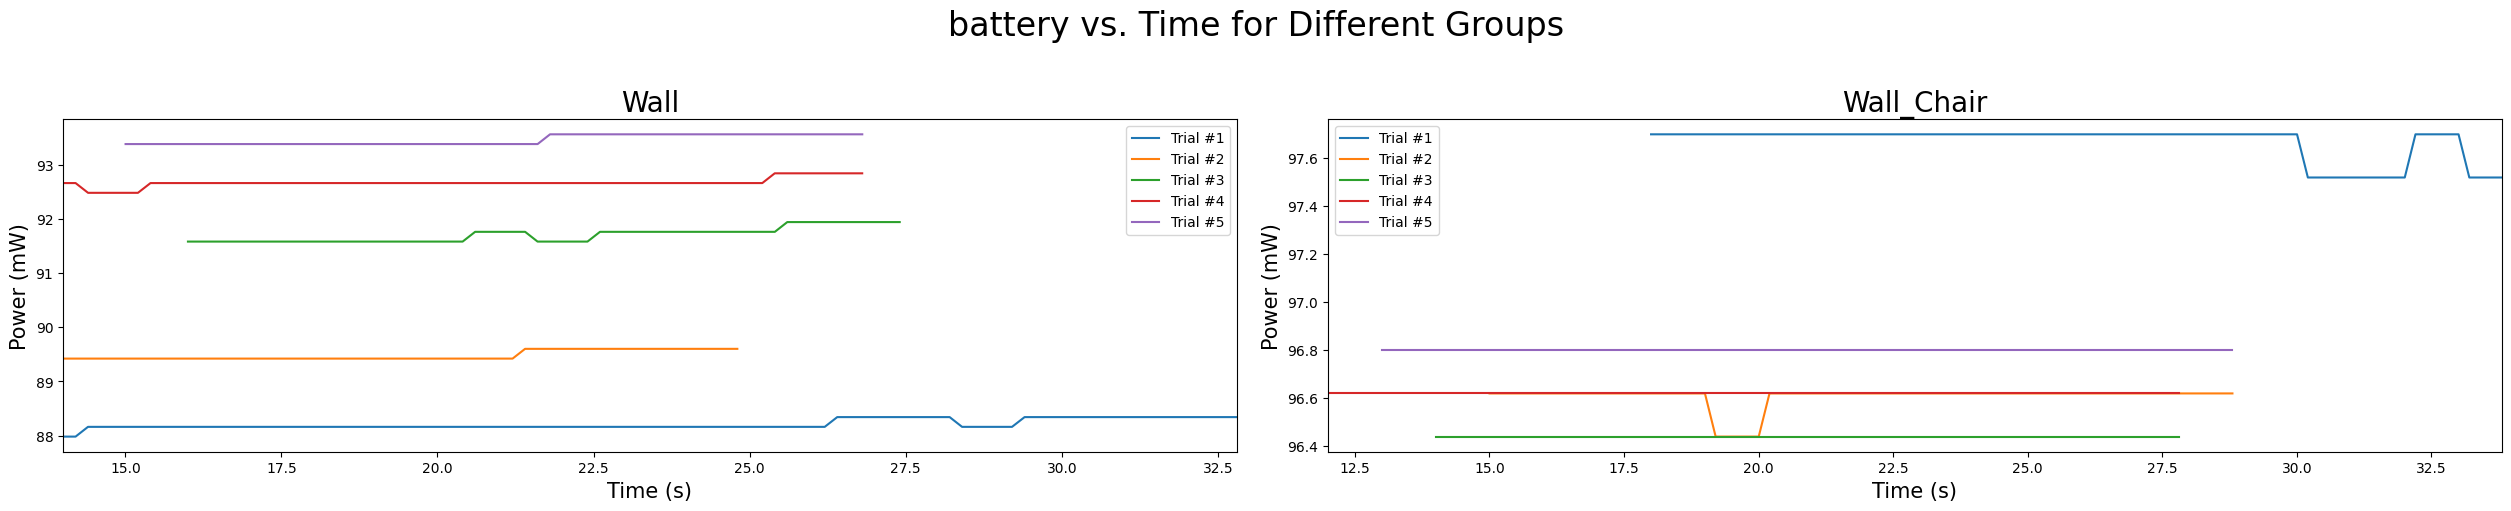 battery vs. Time for Different Groups
Wall
Power (mW)
93
92
91
90
89
88
15.0 17.5 20.0 22.5 25.0 27.5 30.0 32.5
Time (s)
Trial #1
Trial #2
Trial #3
Trial #4
Trial #5
Wall_Chair
Power (mW)
97.6
97.4
97.2
97.0
96.8
96.6
96.4
12.5 15.0 17.5 20.0 22.5 25.0 27.5 30.0 32.5
Time (s)
Trial #1
Trial #2
Trial #3
Trial #4
Trial #5